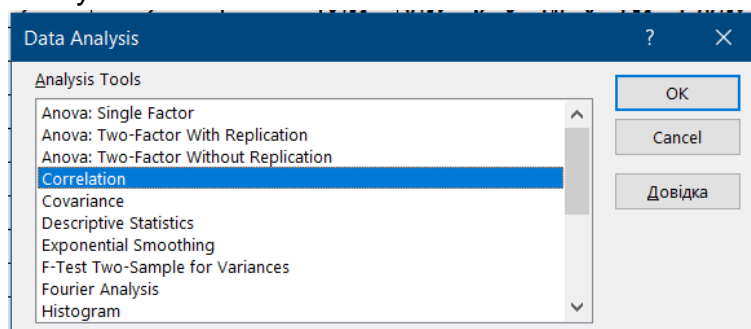 Data Analysis ? ×
Analysis Tools
OK
Cancel
Довідка
Anova: Single Factor
Anova: Two-Factor With Replication
Anova: Two-Factor Without Replication
Correlation
Covariance
Descriptive Statistics
Exponential Smoothing
F-Test Two-Sample for Variances
Fourier Analysis
Histogram